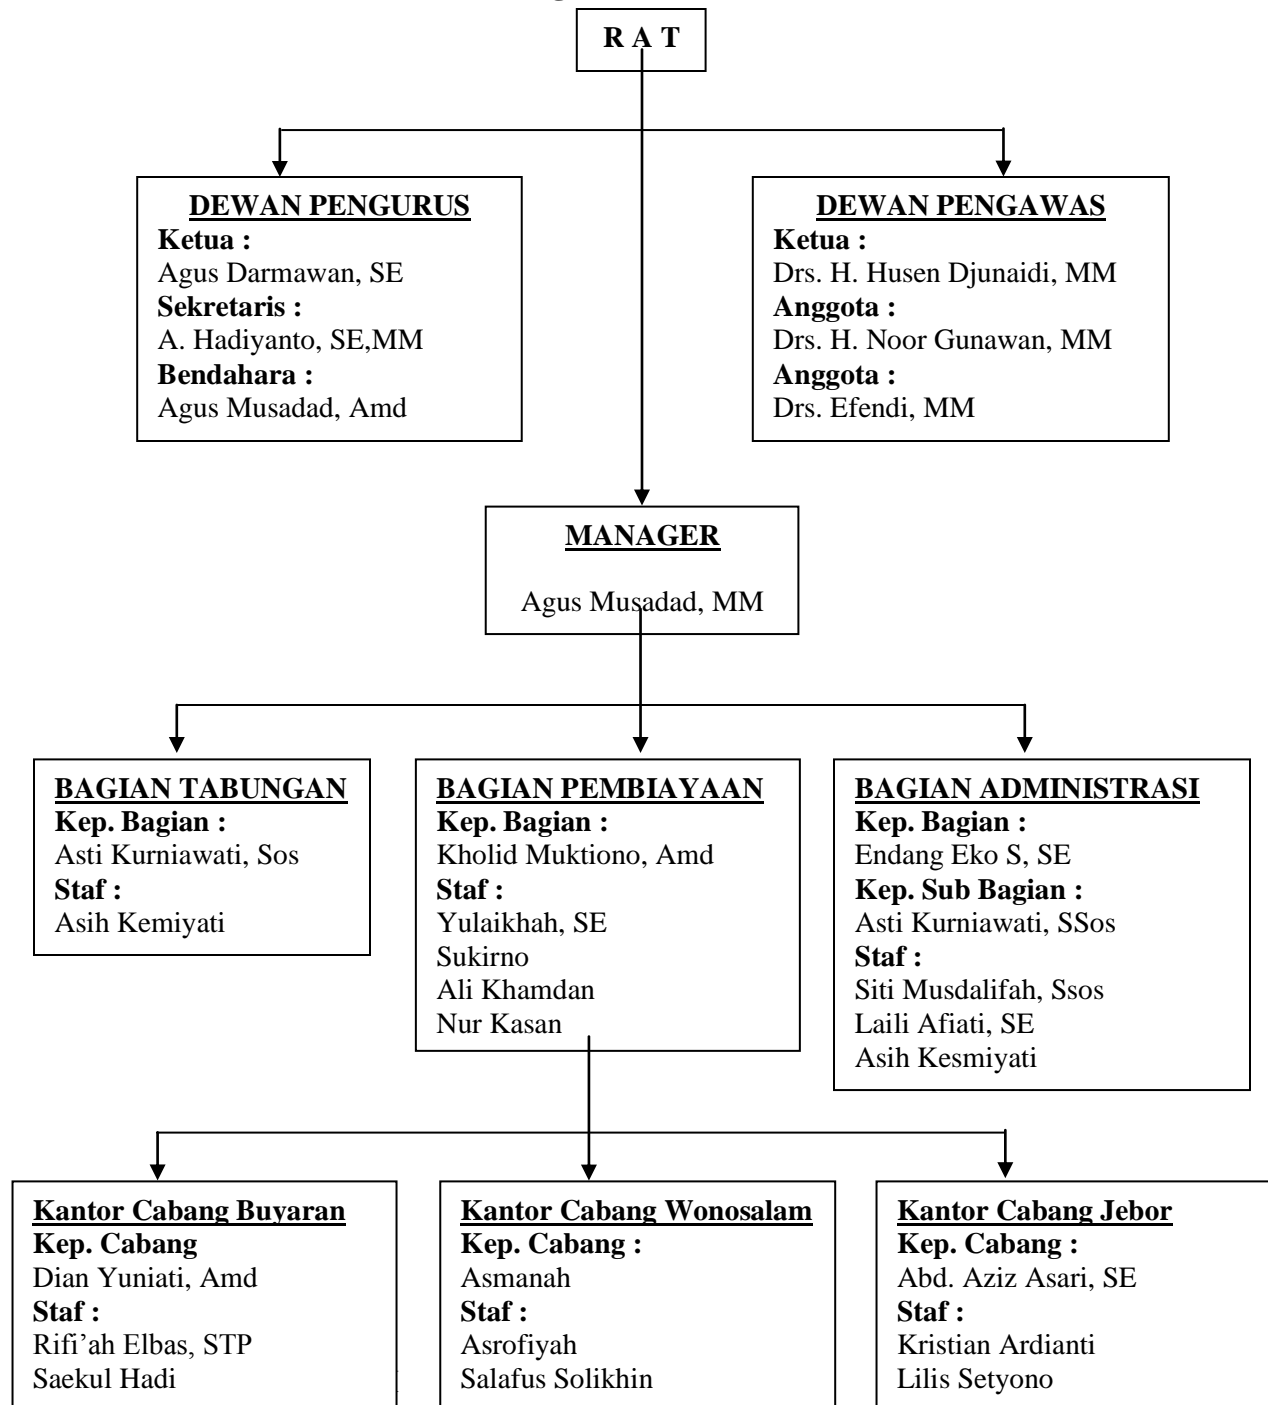 R A T
DEWAN PENGURUS
Ketua :
Agus Darmawan, SE
Sekretaris :
A. Hadiyanto, SE,MM
Bendahara :
Agus Musadad, Amd
DEWAN PENGAWAS
Ketua :
Drs. H. Husen Djunaidi, MM
Anggota :
Drs. H. Noor Gunawan, MM
Anggota :
Drs. Efendi, MM
MANAGER
Agus Musadad, MM
BAGIAN TABUNGAN
Kep. Bagian :
Asti Kurniawati, Sos
Staf :
Asih Kemiyati
BAGIAN PEMBIAYAAN
Kep. Bagian :
Kholid Muktiono, Amd
Staf :
Yulaikhah, SE
Sukirno
Ali Khamdan
Nur Kasan
BAGIAN ADMINISTRASI
Kep. Bagian :
Endang Eko S, SE
Kep. Sub Bagian :
Asti Kurniawati, SSos
Staf :
Siti Musdalifah, Ssos
Laili Afiati, SE
Asih Kesmiyati
Kantor Cabang Buyaran
Kep. Cabang
Dian Yuniati, Amd
Staf :
Rifi’ah Elbas, STP
Saekul Hadi
Kantor Cabang Wonosalam
Kep. Cabang :
Asmanah
Staf :
Asrofiyah
Salafus Solikhin
Kantor Cabang Jebor
Kep. Cabang :
Abd. Aziz Asari, SE
Staf :
Kristian Ardianti
Lilis Setyono